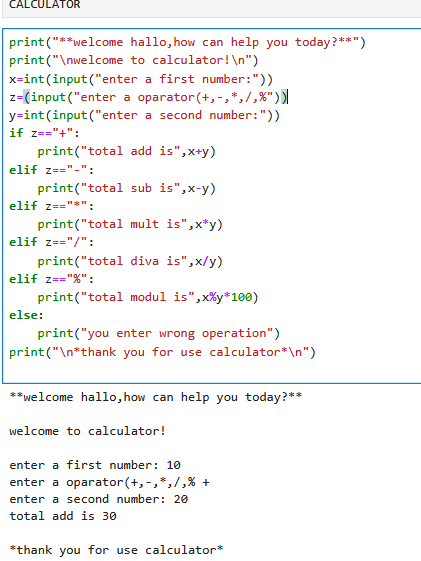 CALCULATOR
print("**welcome hallo,how can help you today?**")
print("\nwelcome to calculator!\n")
x=int(input("enter a first number:"))
z=(input("enter a oparator(+,-,*,/,%"))
y=int(input("enter a second number:"))
if z=="+":
    print("total add is",x+y)
elif z=="-":
    print("total sub is",x-y)
elif z=="*":
    print("total mult is",x*y)
elif z=="/":
    print("total diva is",x/y)
elif z=="%":
    print("total modul is",x%y*100)
else:
    print("you enter wrong operation")
print("\n*thank you for use calculator*\n")
**welcome hallo,how can help you today?**
welcome to calculator!
enter a first number: 10
enter a oparator(+,-,*,/,% +
enter a second number: 20
total add is 30
*thank you for use calculator*